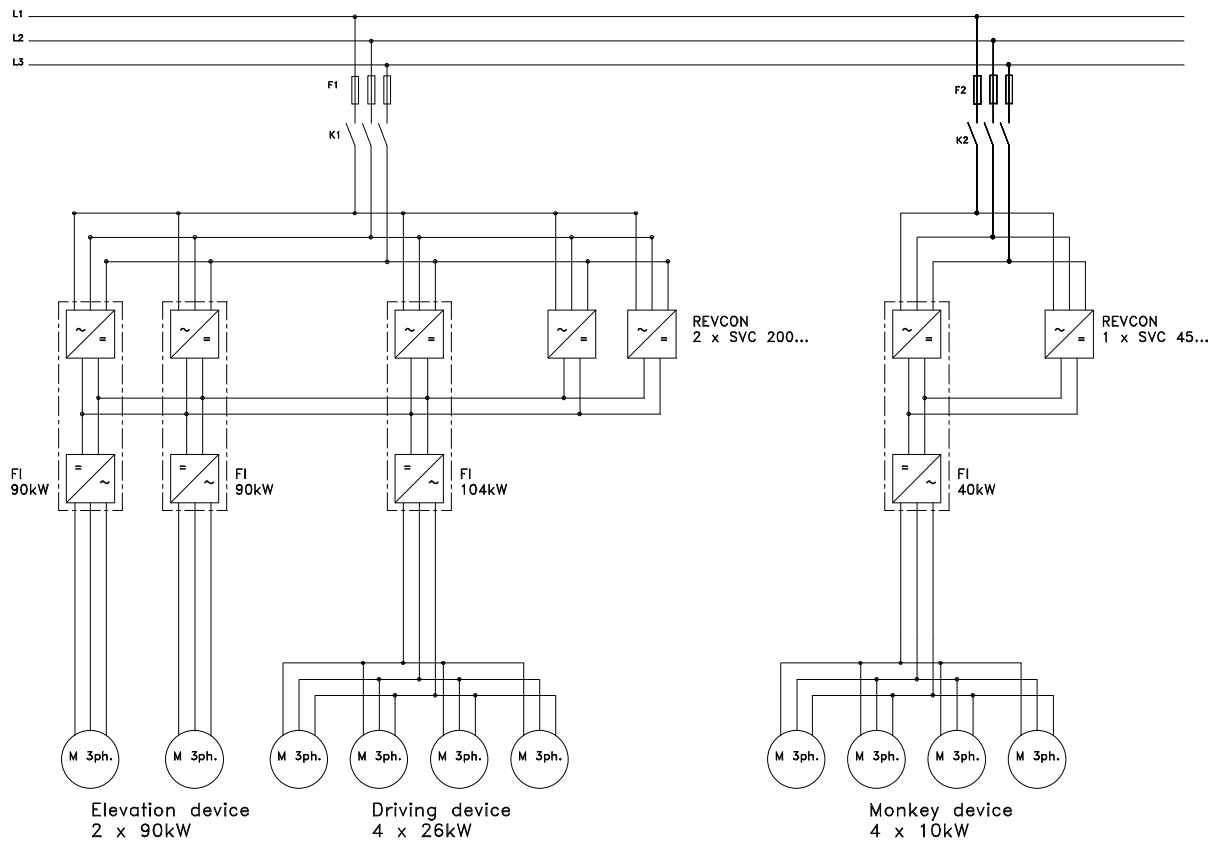 L1
L2
L3
F1
F2
K1
K2
REVCON
2 x SVC 200...
REVCON
1 x SVC 45...
~
=
~
=
~
=
~
=
~
=
~
=
~
=
=
~
=
~
=
~
=
~
FI
90kW
FI
90kW
FI
104kW
FI
40kW
M 3ph.
M 3ph.
M 3ph.
M 3ph.
M 3ph.
M 3ph.
M 3ph.
M 3ph.
M 3ph.
M 3ph.
Elevation device
2 x 90kW
Driving device
4 x 26kW
Monkey device
4 x 10kW